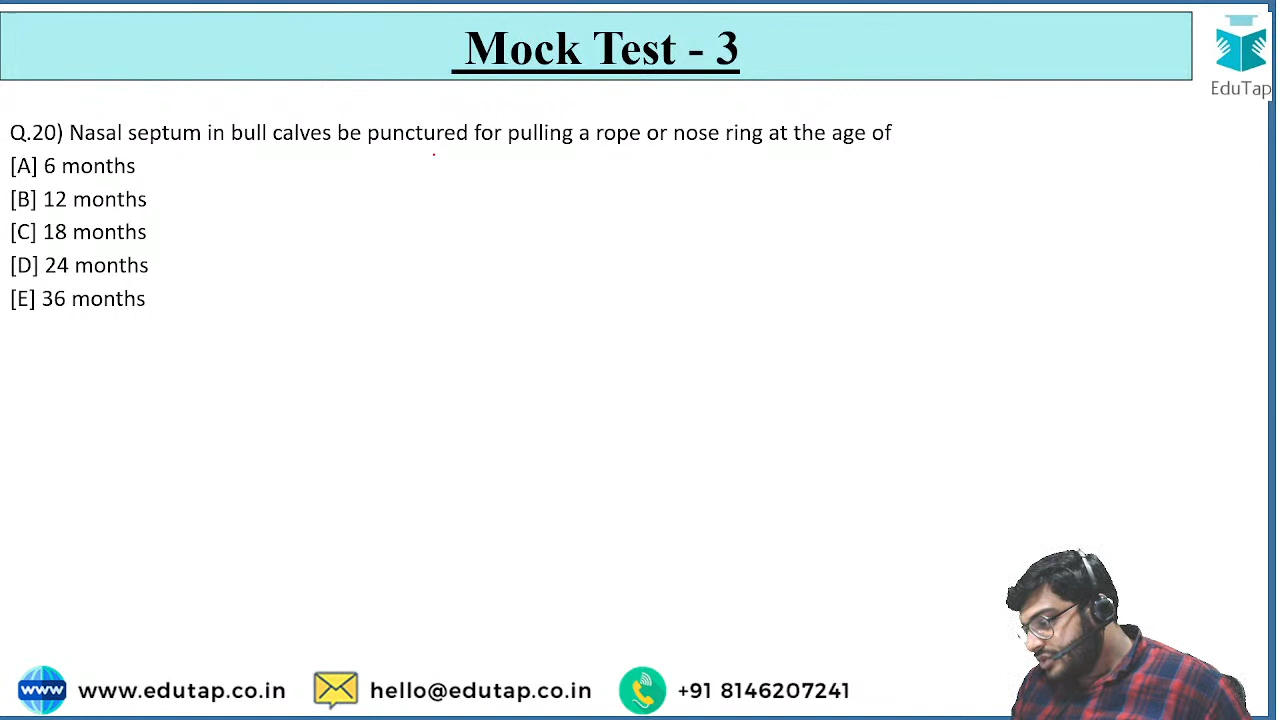 Mock Test - 3
EduTap
Q.20) Nasal septum in bull calves be punctured for pulling a rope or nose ring at the age of
[A] 6 months
[B] 12 months
[C] 18 months
[D] 24 months
[E] 36 months
www www.edutap.co.in hello@edutap.co.in +91 8146207241